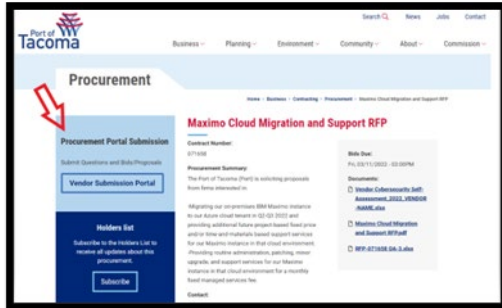 Port of
Tacoma
Search
News
Jobs
Contact
Business
Planning
Environment
Community
About
Commission
Procurement
Home > Business > Contracting > Procurement > Maximo Cloud Migration and Support RFP
Procurement Portal Submission
Submit Questions and Bids/Proposals
Vendor Submission Portal
Holders list
Subscribe to the Holders List to
receive all updates about this
procurement.
Subscribe
Maximo Cloud Migration and Support RFP
Contract Number:
071658
Procurement Summary:
The Port of Tacoma (Port) is soliciting proposals
from firms interested in:
-Migrating our on-premises IBM Maximo instance
to our future cloud tenant in Q2-Q3 2022 and
providing additional future project-based fixed price
and/or time and materials based support services
for our Maximo instance in that cloud environment.
-Providing routine administration, patching, minor
upgrade, and support services for our Maximo
instance in that cloud environment for a monthly
fixed managed services fee.
Contact:
Bids Due:
Fri, 03/11/2022 - 02:00PM
Documents:
Vendor Cybersecurity Self-
Assessment_2022_VENDOR
-NAME.xlsx
Maximo Cloud Migration
and Support RFP.pdf
RFP-071658 QA-3.xlsx